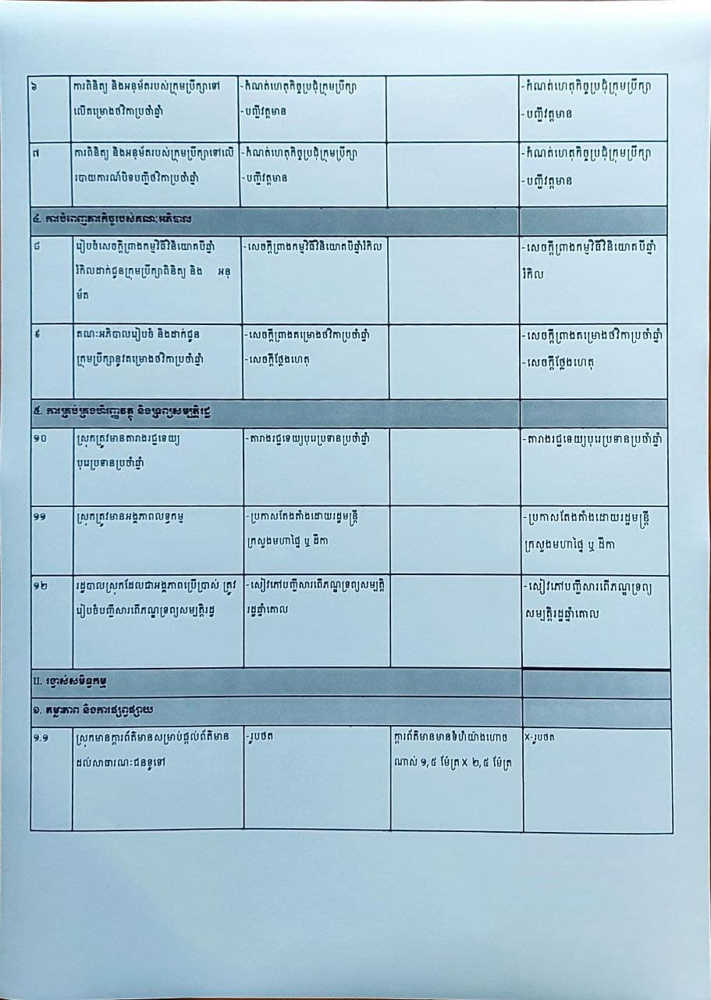 ៦
ការពិនិត្យ និងអនុម័តរបស់ក្រុមប្រឹក្សាទៅ
លើគម្រោងថវិកាប្រចាំឆ្នាំ
-កំណត់ហេតុកិច្ចប្រជុំក្រុមប្រឹក្សា
-បញ្ជីវត្តមាន
-កំណត់ហេតុកិច្ចប្រជុំក្រុមប្រឹក្សា
-បញ្ជីវត្តមាន
៧
ការពិនិត្យ និងអនុម័តរបស់ក្រុមប្រឹក្សាទៅលើ
របាយការណ៍បិទបញ្ជីថវិកាប្រចាំឆ្នាំ
-កំណត់ហេតុកិច្ចប្រជុំក្រុមប្រឹក្សា
-បញ្ជីវត្តមាន
-កំណត់ហេតុកិច្ចប្រជុំក្រុមប្រឹក្សា
-បញ្ជីវត្តមាន
៤. ការបំពេញភារកិច្ចរបស់គណៈអភិបាល
៨
រៀបចំសេចក្តីព្រាងកម្មវិធីវិនិយោគបីឆ្នាំ
រំកិលដាក់ជូនក្រុមប្រឹក្សាពិនិត្យ និង អនុ
ម័ត
-សេចក្តីព្រាងកម្មវិធីវិនិយោគបីឆ្នាំរំកិល
-សេចក្តីព្រាងកម្មវិធីវិនិយោគបីឆ្នាំ
រំកិល
៩
គណៈអភិបាលរៀបចំ និងដាក់ជូន
ក្រុមប្រឹក្សានូវគម្រោងថវិកាប្រចាំឆ្នាំ
-សេចក្តីព្រាងគម្រោងថវិកាប្រចាំឆ្នាំ
-សេចក្តីថ្លែងហេតុ
-សេចក្តីព្រាងគម្រោងថវិកាប្រចាំឆ្នាំ
-សេចក្តីថ្លែងហេតុ
៥. ការគ្រប់គ្រងហិរញ្ញវត្ថុ និងទ្រព្យសម្បត្តិរដ្ឋ
១០
ស្រុកត្រូវមានតារាងរជ្ជទេយ្យ
បុរេប្រទានប្រចាំឆ្នាំ
-តារាងរជ្ជទេយ្យបុរេប្រទានប្រចាំឆ្នាំ
-តារាងរជ្ជទេយ្យបុរេប្រទានប្រចាំឆ្នាំ
១១
ស្រុកត្រូវមានអង្គភាពលទ្ធកម្ម
-ប្រកាសតែងតាំងដោយរដ្ឋមន្ត្រី
ក្រសួងមហាផ្ទៃ ឬ ដីកា
-ប្រកាសតែងតាំងដោយរដ្ឋមន្ត្រី
ក្រសួងមហាផ្ទៃ ឬ ដីកា
១២
រដ្ឋបាលស្រុកដែលជាអង្គភាពប្រើប្រាស់ ត្រូវ
រៀបចំបញ្ជីសារពើភណ្ឌទ្រព្យសម្បត្តិរដ្ឋ
-សៀវភៅបញ្ជីសារពើភណ្ឌទ្រព្យសម្បត្តិ
រដ្ឋឆ្នាំគោល
-សៀវភៅបញ្ជីសារពើភណ្ឌទ្រព្យ
សម្បត្តិរដ្ឋឆ្នាំគោល
II. រង្វាស់សមិទ្ធកម្ម
១. តម្លាភាព និងការផ្សព្វផ្សាយ
១.១
ស្រុកមានក្តារព័ត៌មានសម្រាប់ផ្តល់ព័ត៌មាន
ដល់សាធារណៈជនទូទៅ
-រូបថត
ក្តារព័ត៌មានមានទំហំយ៉ាងហោច
ណាស់ ១,៥ ម៉ែត្រ X ២,៥ ម៉ែត្រ
X-រូបថត